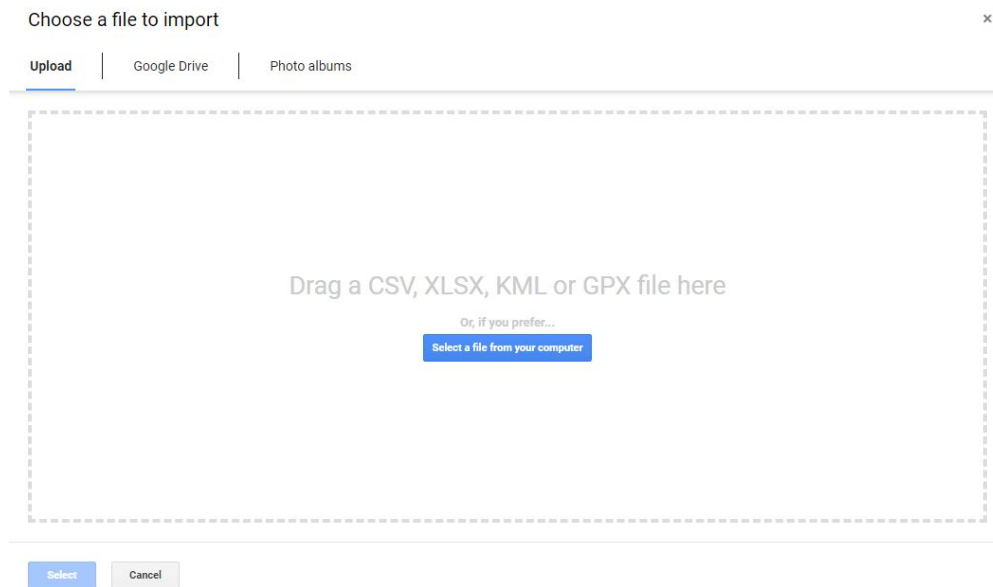 Choose a file to import
×
Upload
Google Drive
Photo albums
Drag a CSV, XLSX, KML or GPX file here
Or, if you prefer...
Select a file from your computer
Select
Cancel